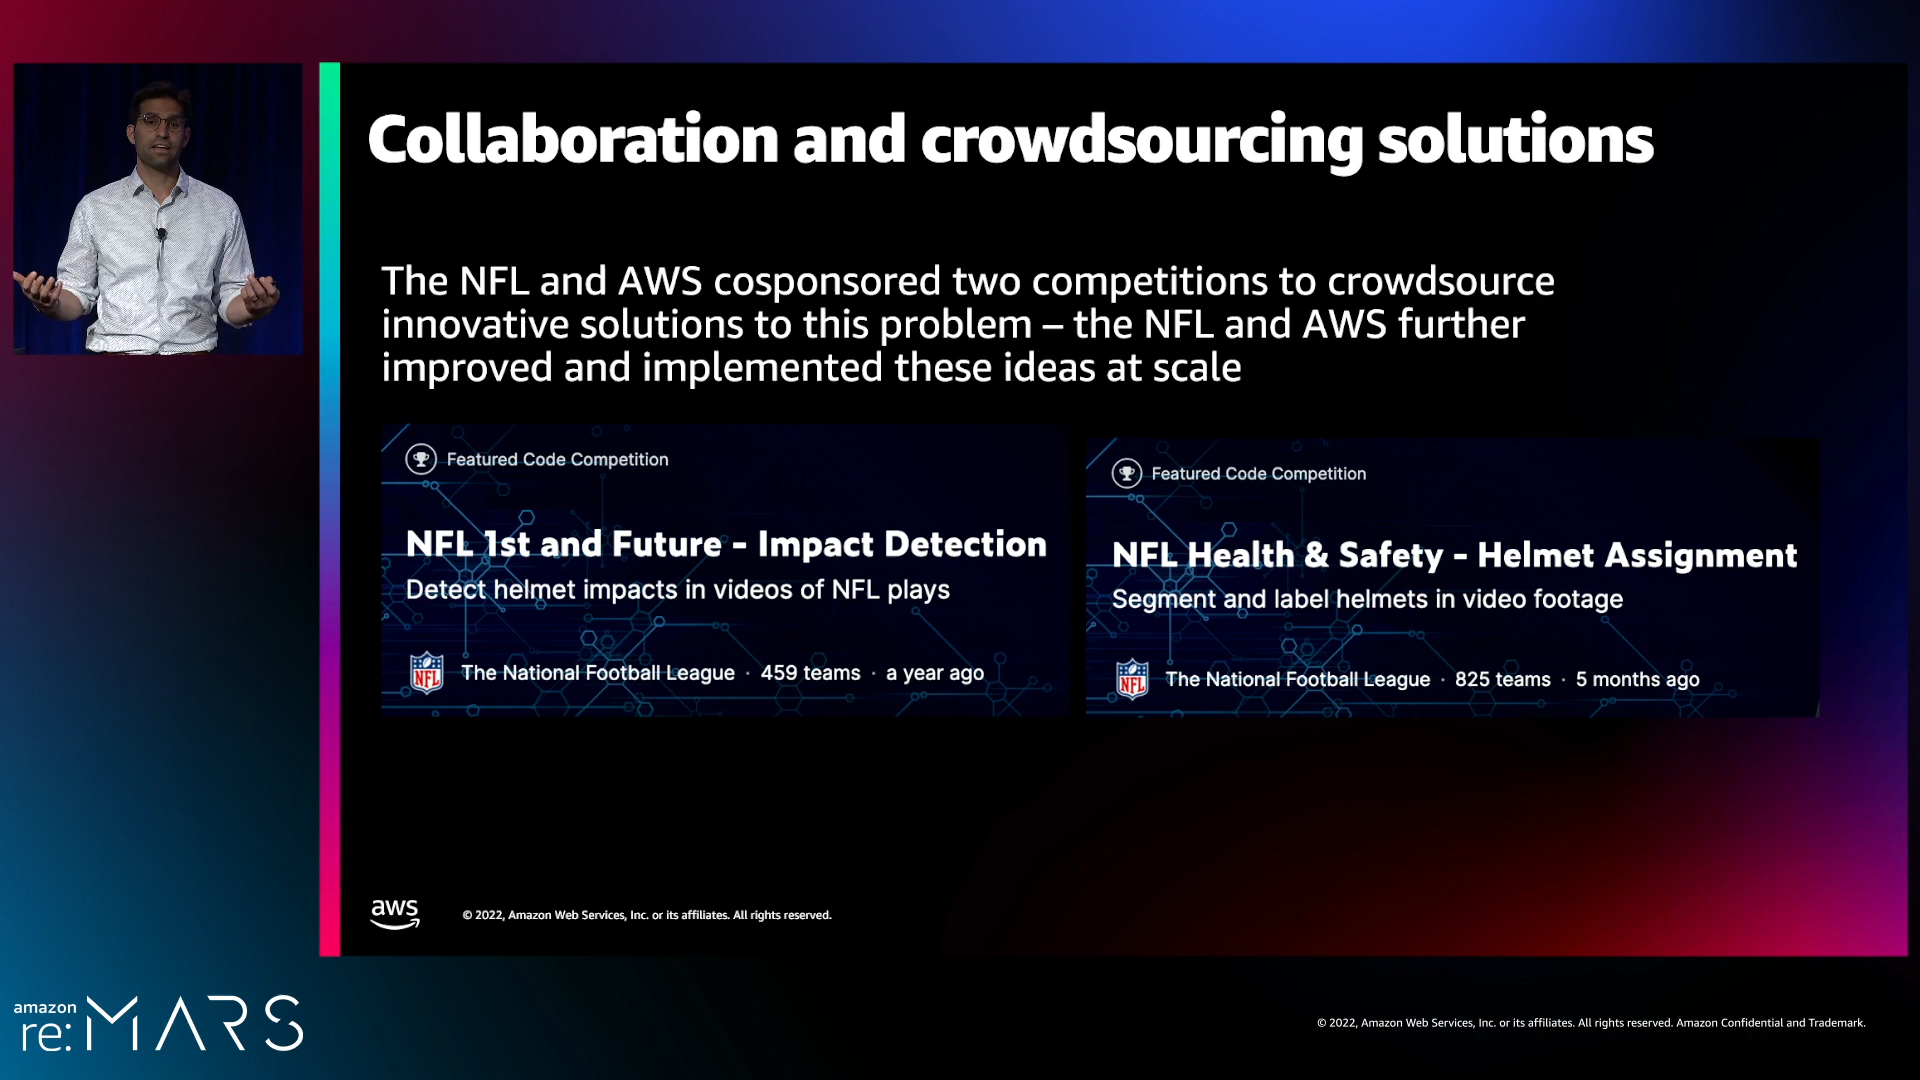 Collaboration and crowdsourcing solutions
The NFL and AWS cosponsored two competitions to crowdsource
innovative solutions to this problem – the NFL and AWS further
improved and implemented these ideas at scale
Featured Code Competition
NFL 1st and Future - Impact Detection
Detect helmet impacts in videos of NFL plays
NFL
The National Football League · 459 teams · a year ago
Featured Code Competition
NFL Health & Safety - Helmet Assignment
Segment and label helmets in video footage
NFL
The National Football League · 825 teams · 5 months ago
aws
© 2022, Amazon Web Services, Inc. or its affiliates. All rights reserved.
amazon
re:MARS
© 2022, Amazon Web Services, Inc. or its affiliates. All rights reserved. Amazon Confidential and Trademark.